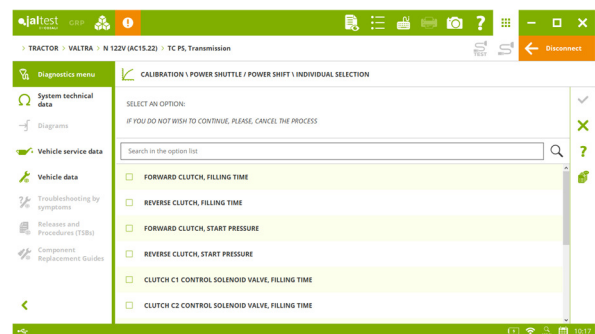 jaltest GRP
> TRACTOR > VALTRA > N 122V (AC15.22) > TC PS, Transmission
TEST
Disconnect
Diagnostics menu
CALIBRATION \ POWER SHUTTLE / POWER SHIFT \ INDIVIDUAL SELECTION
System technical
data
Diagrams
Vehicle service data
Vehicle data
Troubleshooting by
symptoms
Releases and
Procedures (TSBs)
Component
Replacement Guides
SELECT AN OPTION:
IF YOU DO NOT WISH TO CONTINUE, PLEASE, CANCEL THE PROCESS
Search in the option list
FORWARD CLUTCH, FILLING TIME
REVERSE CLUTCH, FILLING TIME
FORWARD CLUTCH, START PRESSURE
REVERSE CLUTCH, START PRESSURE
CLUTCH C1 CONTROL SOLENOID VALVE, FILLING TIME
CLUTCH C2 CONTROL SOLENOID VALVE, FILLING TIME
10:17